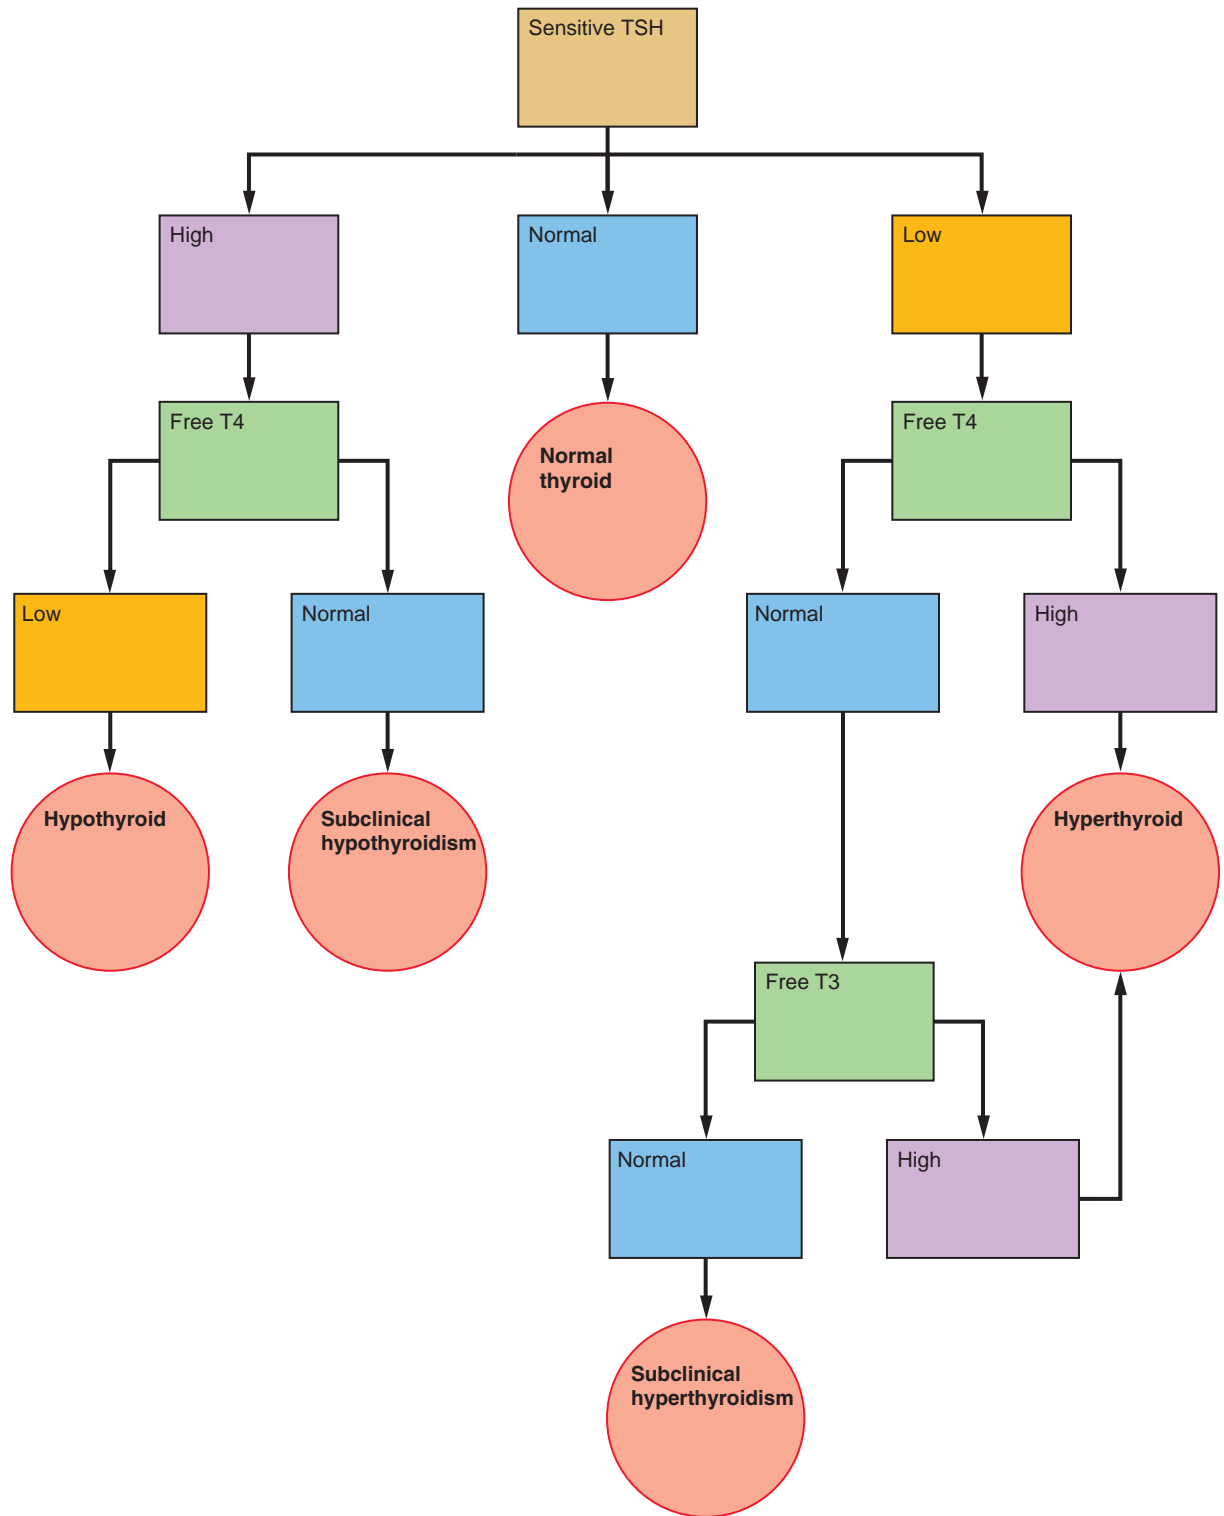 Sensitive TSH
High
Normal
Low
Free T4
Normal
thyroid
Free T4
Low
Normal
Normal
High
Hypothyroid
Subclinical
hypothyroidism
Hyperthyroid
Free T3
Normal
High
Subclinical
hyperthyroidism